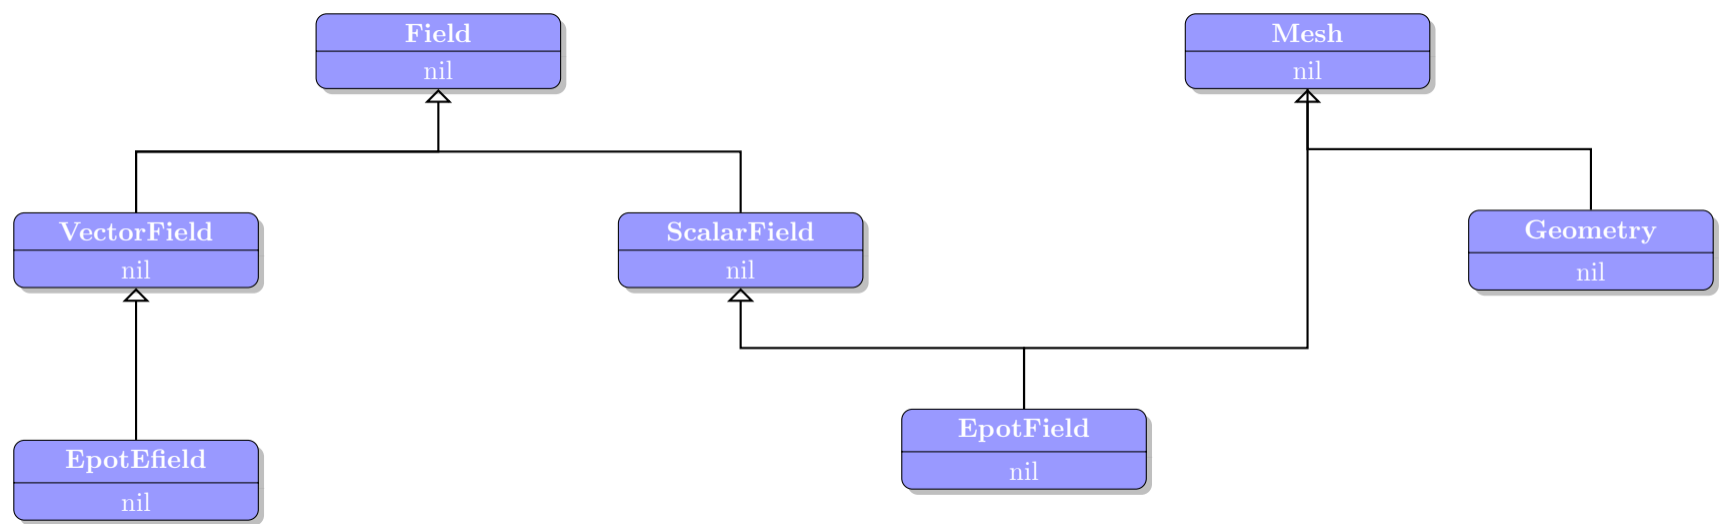 Field
nil
Mesh
nil
VectorField
nil
ScalarField
nil
Geometry
nil
EpotField
nil
EpotEfield
nil